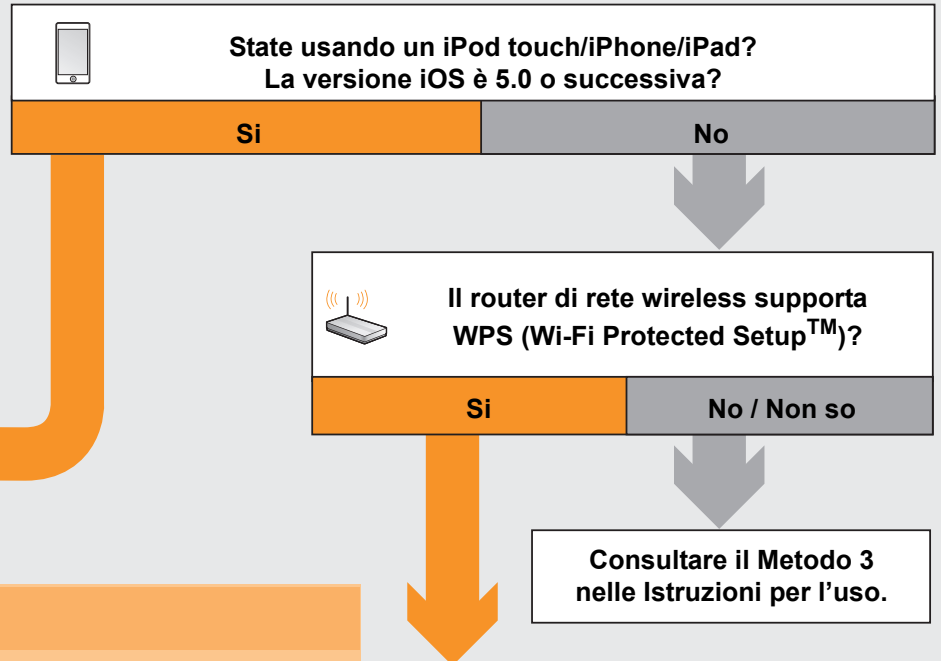 State usando un iPod touch/iPhone/iPad?
La versione iOS è 5.0 o successiva?
Si
No
Il router di rete wireless supporta
WPS (Wi-Fi Protected Setup™)?
Si
No / Non so
Consultare il Metodo 3
nelle Istruzioni per l’uso.